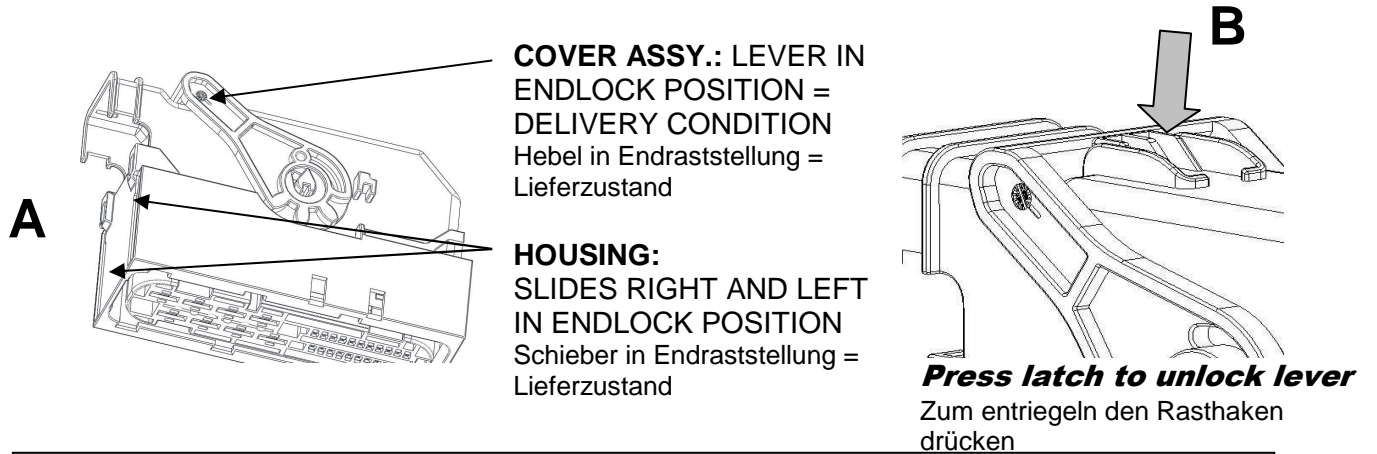 A
COVER ASSY.: LEVER IN
ENDLOCK POSITION =
DELIVERY CONDITION
Hebel in Endraststellung =
Lieferzustand
HOUSING:
SLIDES RIGHT AND LEFT
IN ENDLOCK POSITION
Schieber in Endraststellung =
Lieferzustand
B
Press latch to unlock lever
Zum entriegeln den Rasthaken
drücken